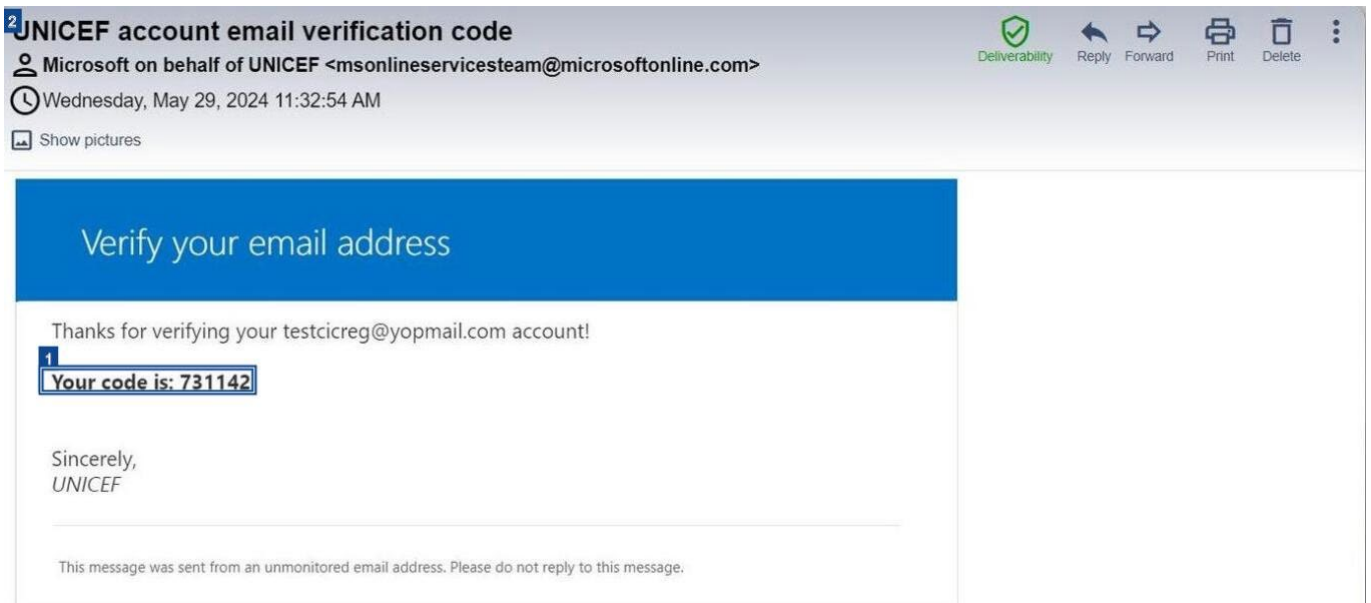 2
UNICEF account email verification code
Microsoft on behalf of UNICEF <msonlineservicesteam@microsoftonline.com>
Wednesday, May 29, 2024 11:32:54 AM
Show pictures
Deliverability Reply Forward Print Delete
Verify your email address
Thanks for verifying your testcicreg@yopmail.com account!
1
Your code is: 731142
Sincerely,
UNICEF
This message was sent from an unmonitored email address. Please do not reply to this message.